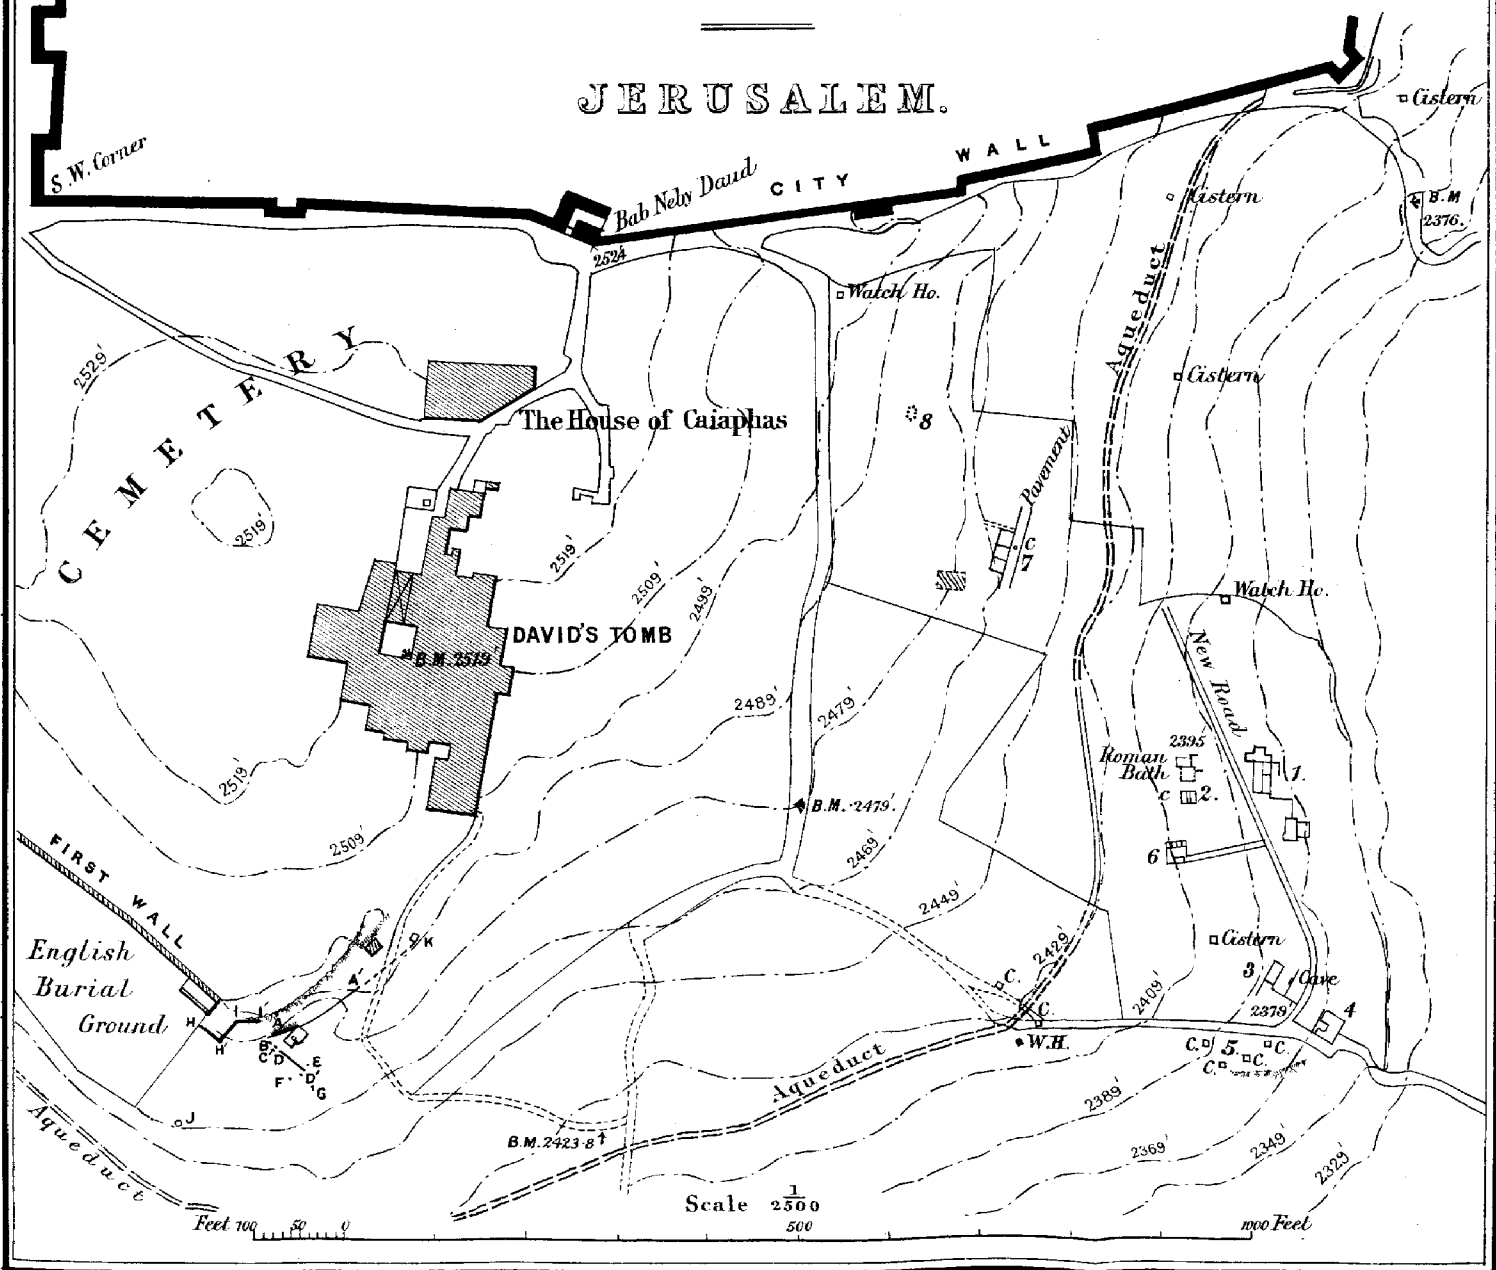 JERUSALEM.
S.W. Corner
Bab Neby Daud
CITY WALL
2524'
Cistern
B.M
2376.
Cistern
Watch Ho.
Aqueduct
Cistern
CEMETERY
2529'
The House of Caiaphas
8
Pavement
C
7
2519'
2519'
2509'
2499'
Watch Ho.
DAVID'S TOMB
B.M. 2519'
New Road
2489'
2479'
2395
Roman
Bath
1.
c 2.
2519'
B.M. 2479'.
2509'
2469'
6
FIRST WALL
2449'
English
Burial
Ground
K
2429'
Cistern
3
Cave
A'
C.
2409'
2379'
4
H
I
I'
A
C.
H'
B
C
D
E
F
D'
G
W.H.
C.
5.
C.
C.
C.
J
Aqueduct
Aqueduct
2389'
B.M. 2423·8
2369'
2349'
2329'
Scale 1/2500
Feet 100 50 0 500 1000 Feet